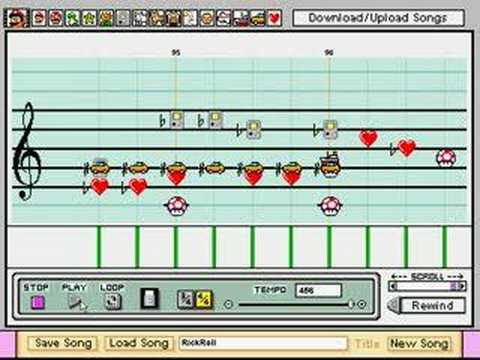 Download/Upload Songs
95
96
STOP
PLAY
LOOP
TEMPO
456
SCROLL
Rewind
Save Song
Load Song
RickRoll
Title
New Song